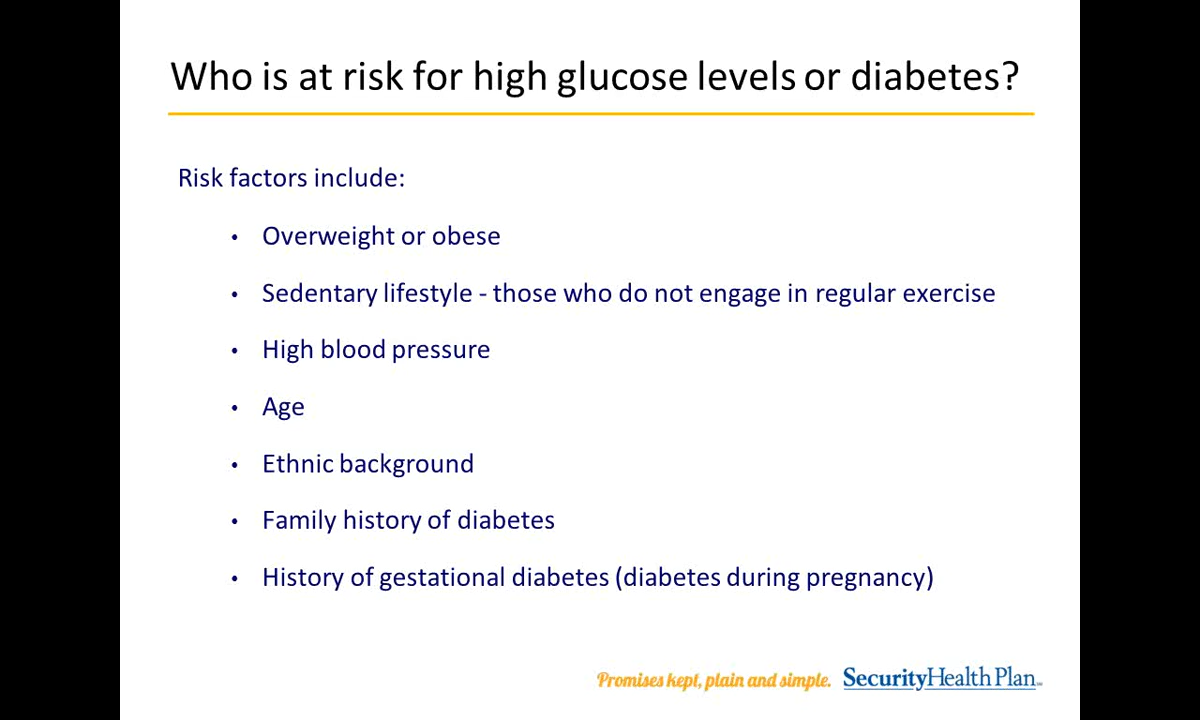 Who is at risk for high glucose levels or diabetes?
Risk factors include:
• Overweight or obese
• Sedentary lifestyle - those who do not engage in regular exercise
• High blood pressure
• Age
• Ethnic background
• Family history of diabetes
• History of gestational diabetes (diabetes during pregnancy)
Promises kept, plain and simple. SecurityHealth Plan™